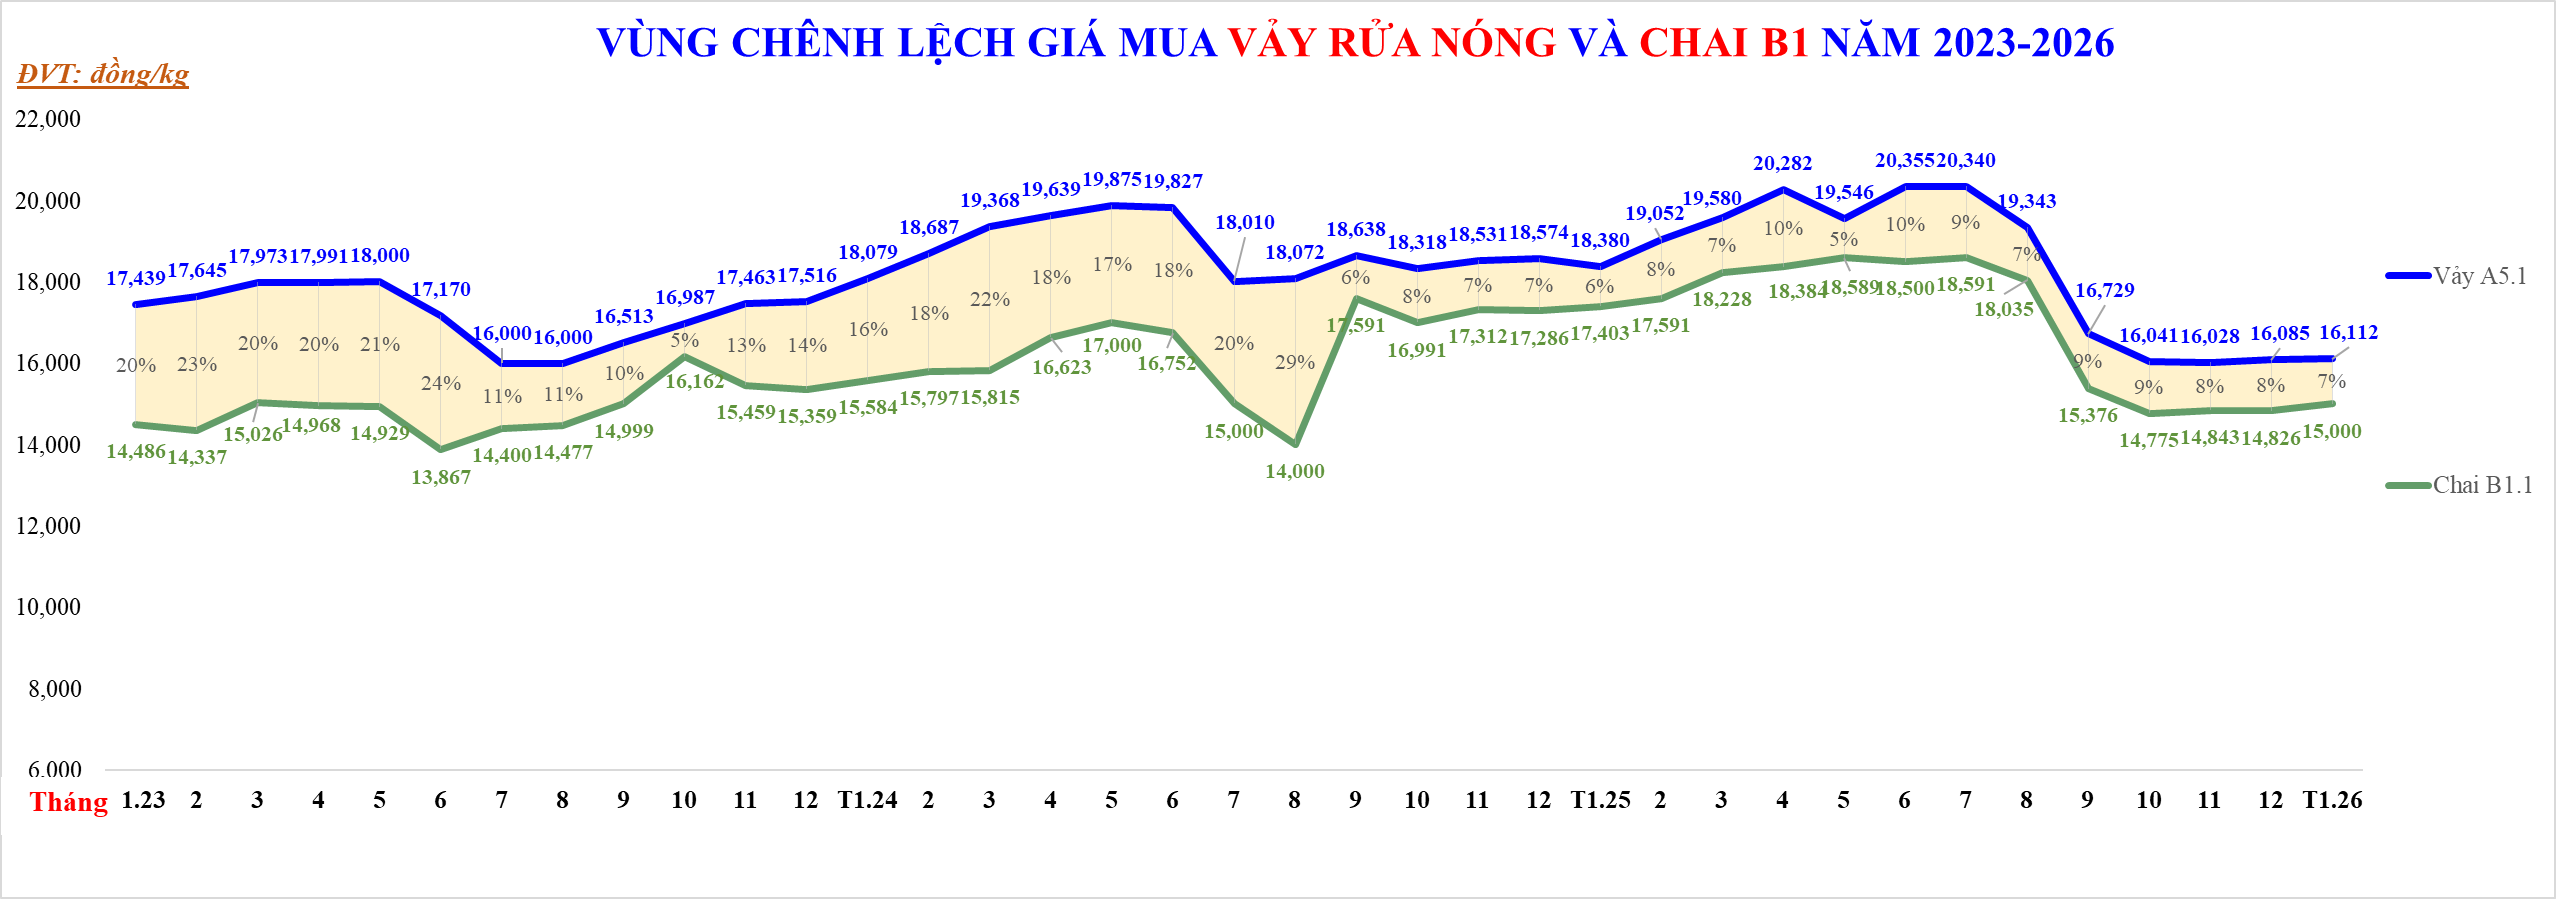 VÙNG CHÊNH LỆCH GIÁ MUA VẢY RỬA NÓNG VÀ CHAI B1 NĂM 2023-2026
ĐVT: đồng/kg
22,000
20,000
18,000
16,000
14,000
12,000
10,000
8,000
6,000
17,439 17,645 17,973 17,991 18,000 17,170 16,000 16,000 16,513 16,987 17,463 17,516 18,079 18,687 19,368 19,639 19,875 19,827 18,010 18,072 18,638 18,318 18,531 18,574 18,380 19,052 19,580 20,282 19,546 20,355 20,340 19,343 16,729 16,041 16,028 16,085 16,112
20% 23% 20% 20% 21% 24% 11% 11% 10% 5% 13% 14% 16% 18% 22% 18% 17% 18% 20% 29% 6% 8% 7% 7% 6% 8% 7% 10% 5% 10% 9% 7% 9% 9% 8% 8% 7%
14,486 14,337 15,026 14,968 14,929 13,867 14,400 14,477 14,999 16,162 15,459 15,359 15,584 15,797 15,815 16,623 17,000 16,752 15,000 14,000 17,591 16,991 17,312 17,286 17,403 17,591 18,228 18,384 18,589 18,500 18,591 18,035 15,376 14,775 14,843 14,826 15,000
Vảy A5.1
Chai B1.1
Tháng 1.23 2 3 4 5 6 7 8 9 10 11 12 T1.24 2 3 4 5 6 7 8 9 10 11 12 T1.25 2 3 4 5 6 7 8 9 10 11 12 T1.26